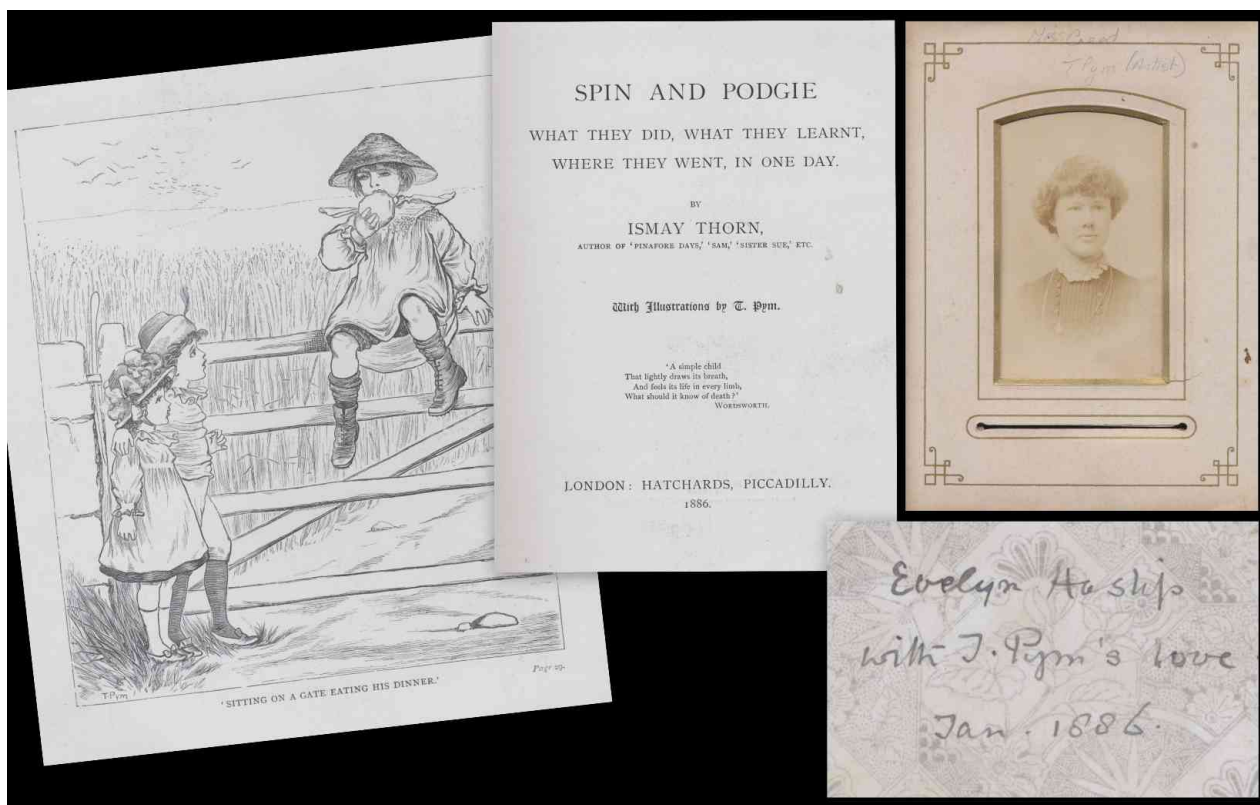 T. Pym
'SITTING ON A GATE EATING HIS DINNER.'
SPIN AND PODGIE
WHAT THEY DID, WHAT THEY LEARNT,
WHERE THEY WENT, IN ONE DAY.
BY
ISMAY THORN,
AUTHOR OF 'PINAFORE DAYS,' 'SAM,' 'SISTER SUE,' ETC.
With Illustrations by T. Pym.
'A simple child
That lightly draws its breath,
And feels its life in every limb,
What should it know of death?'
WORDSWORTH.
LONDON: HATCHARDS, PICCADILLY.
1886.
Mrs Creed
T Pym (Artist)
Evelyn Haslip
with T. Pym's love
Jan. 1886.